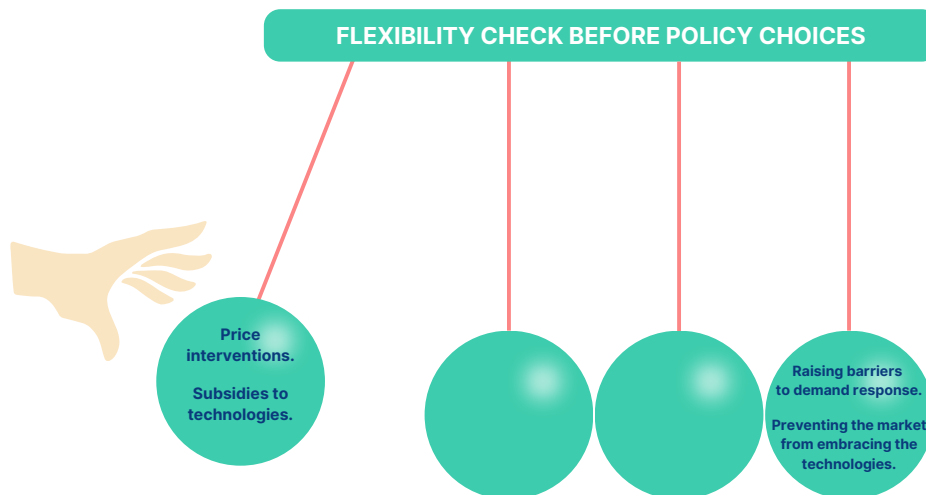 FLEXIBILITY CHECK BEFORE POLICY CHOICES
Price
interventions.
Subsidies to
technologies.
Raising barriers
to demand response.
Preventing the market
from embracing the
technologies.